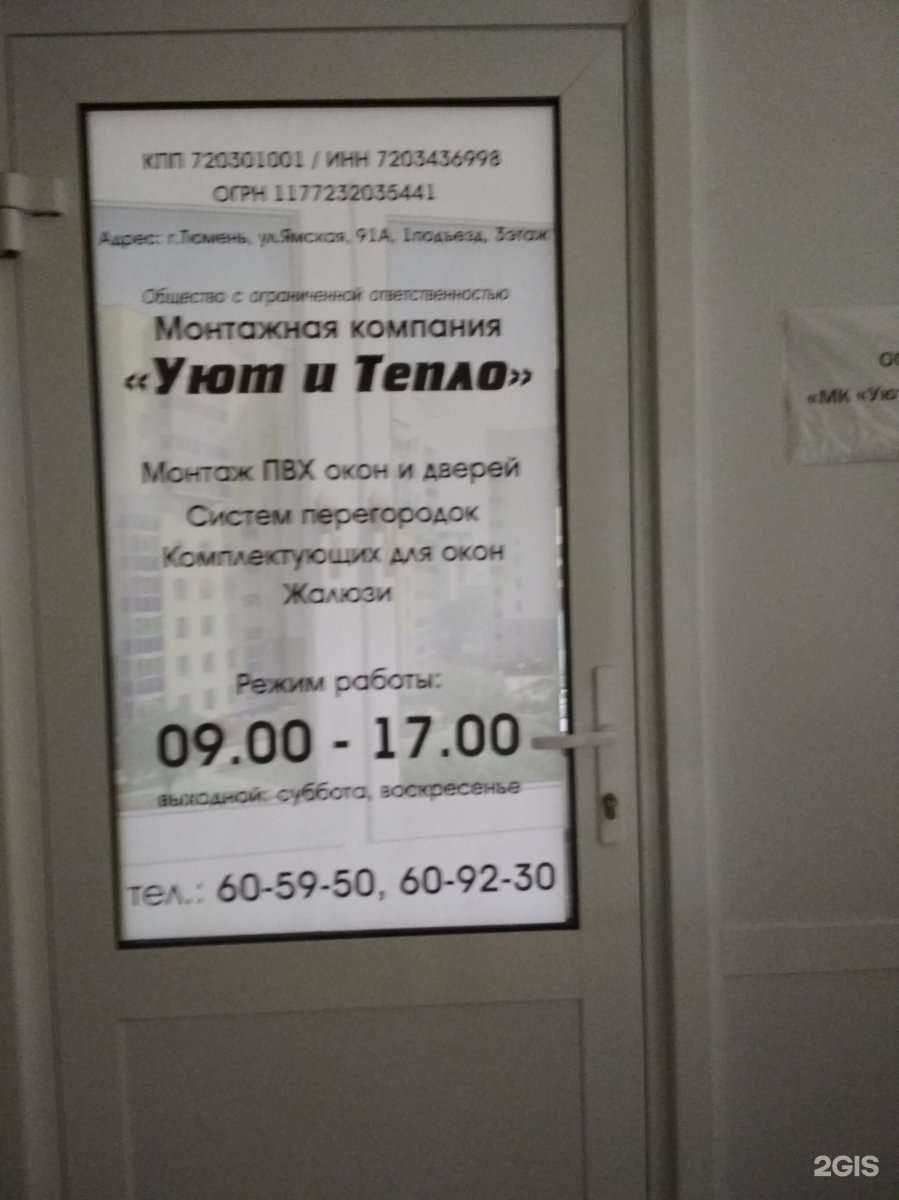 КПП 720301001 / ИНН 7203436998
ОГРН 1177232035441
Адрес: г.Тюмень, ул.Ямская, 91А, 1подъезд, 3этаж
Общество с ограниченной ответственностью
Монтажная компания
«Уют и Тепло»
Монтаж ПВХ окон и дверей
Систем перегородок
Комплектующих для окон
Жалюзи
Режим работы:
09.00 - 17.00
выходной: суббота, воскресенье
тел.: 60-59-50, 60-92-30
ОО
«МК «Уют
2GIS